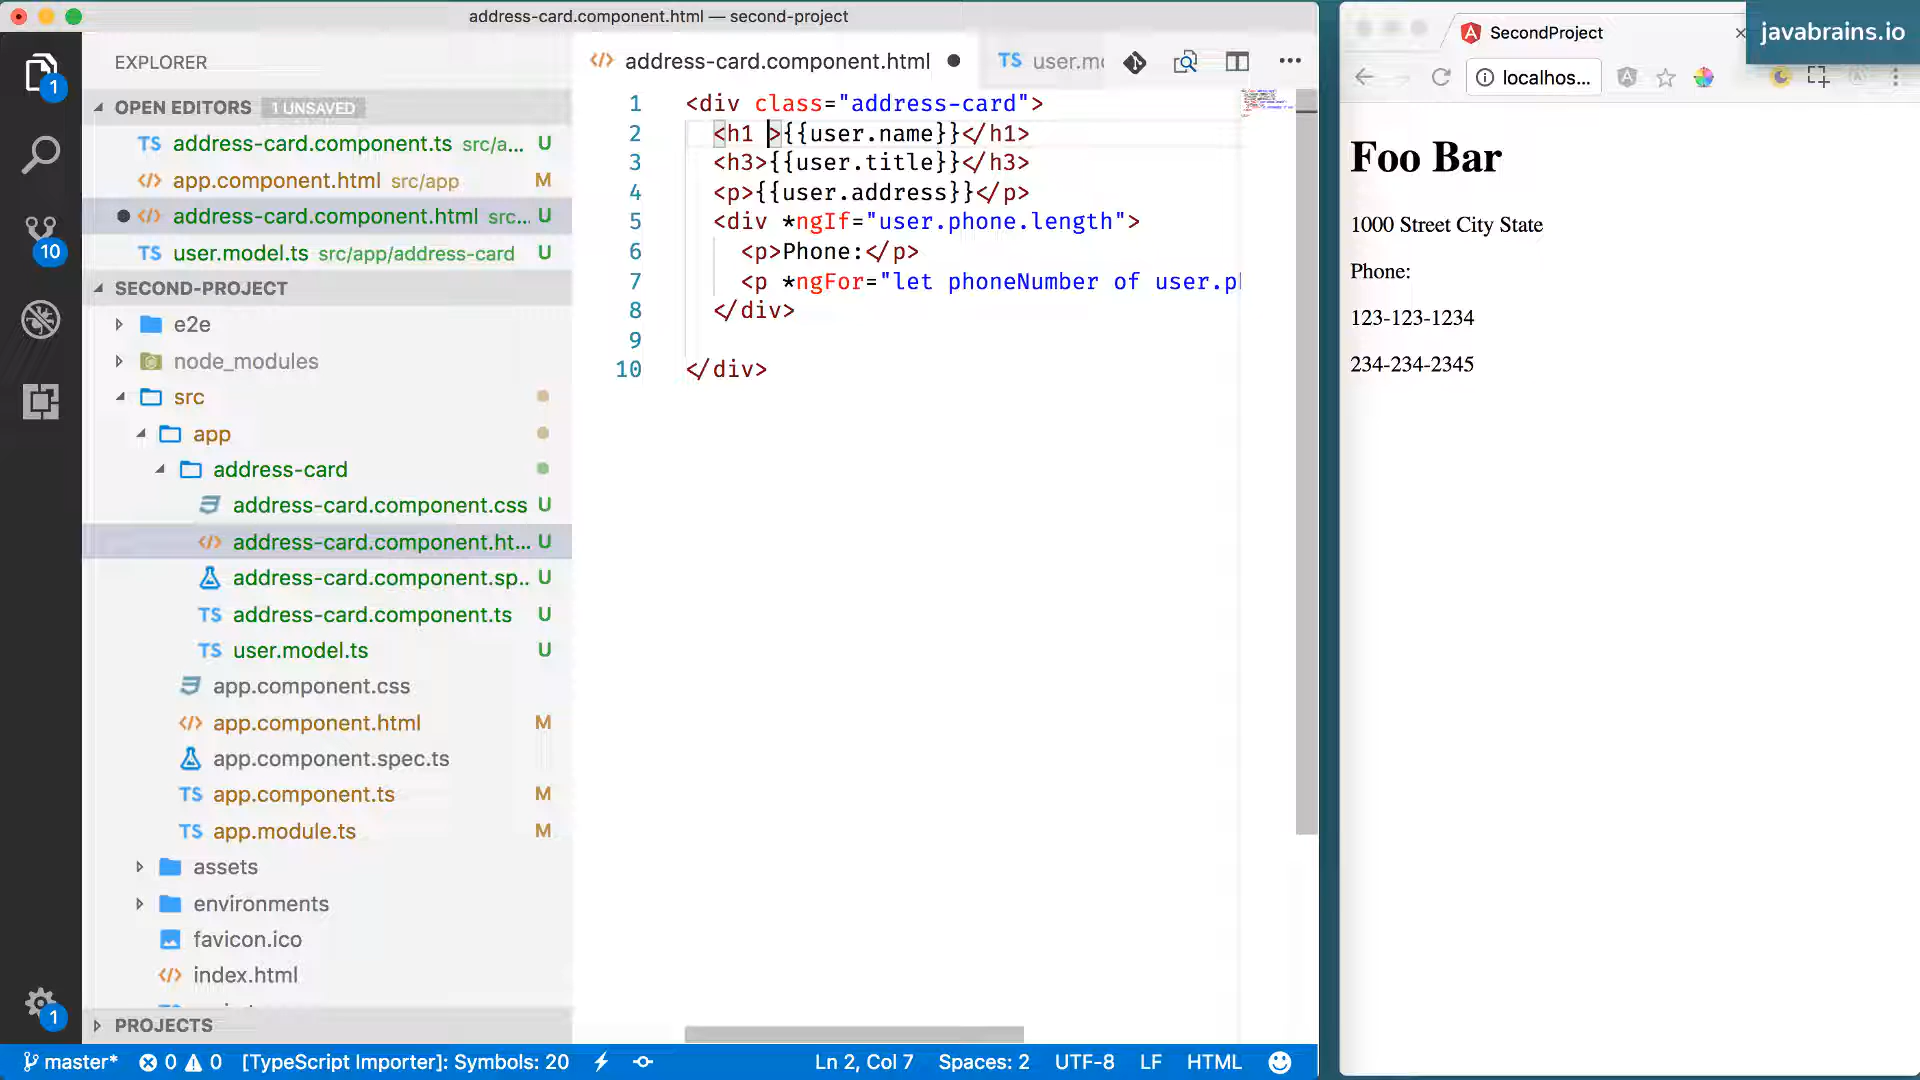 address-card.component.html — second-project
EXPLORER
OPEN EDITORS 1 UNSAVED
TS address-card.component.ts src/a... U
</> app.component.html src/app M
</> address-card.component.html src... U
TS user.model.ts src/app/address-card U
SECOND-PROJECT
e2e
node_modules
src
app
address-card
address-card.component.css U
</> address-card.component.ht... U
address-card.component.sp.. U
TS address-card.component.ts U
TS user.model.ts U
app.component.css
</> app.component.html M
app.component.spec.ts
TS app.component.ts M
TS app.module.ts M
assets
environments
favicon.ico
</> index.html
PROJECTS
1
10
1
</> address-card.component.html
TS user.mo
1 <div class="address-card">
2 <h1 >{{user.name}}</h1>
3 <h3>{{user.title}}</h3>
4 <p>{{user.address}}</p>
5 <div *ngIf="user.phone.length">
6 <p>Phone:</p>
7 <p *ngFor="let phoneNumber of user.ph
8 </div>
9
10 </div>
master* 0 0 [TypeScript Importer]: Symbols: 20 Ln 2, Col 7 Spaces: 2 UTF-8 LF HTML
SecondProject
javabrains.io
localhos...
Foo Bar
1000 Street City State
Phone:
123-123-1234
234-234-2345